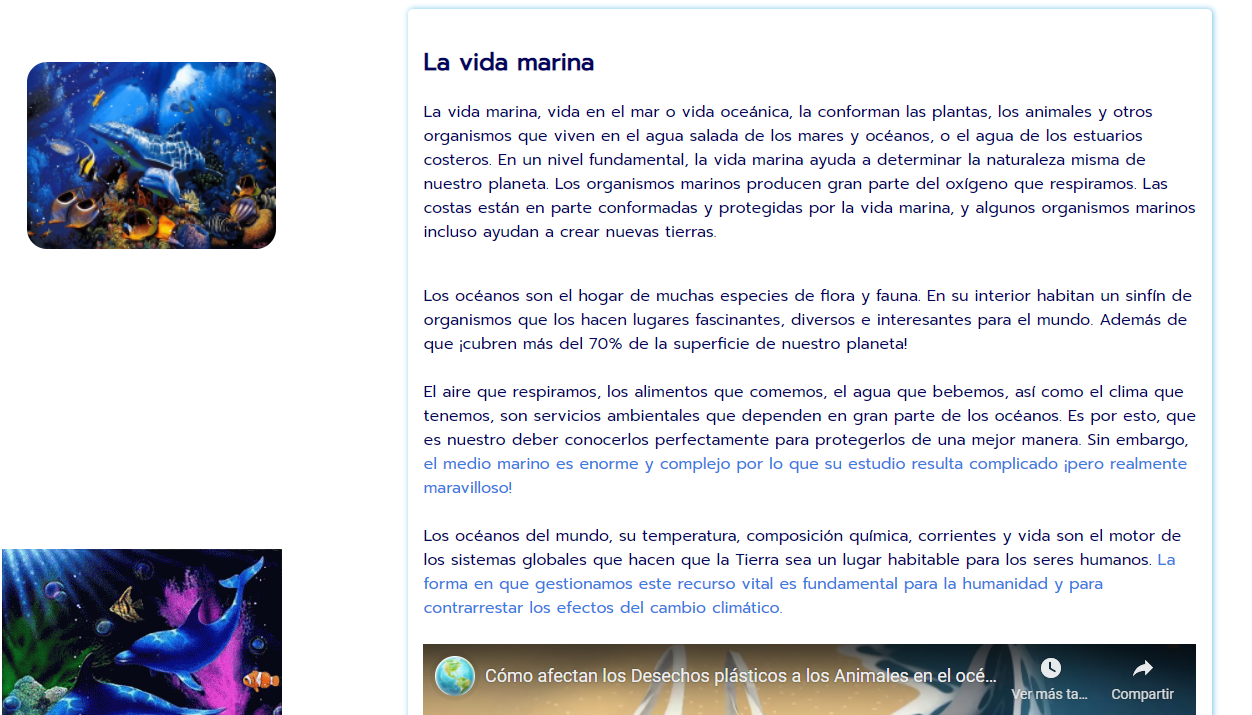 La vida marina
La vida marina, vida en el mar o vida oceánica, la conforman las plantas, los animales y otros
organismos que viven en el agua salada de los mares y océanos, o el agua de los estuarios
costeros. En un nivel fundamental, la vida marina ayuda a determinar la naturaleza misma de
nuestro planeta. Los organismos marinos producen gran parte del oxígeno que respiramos. Las
costas están en parte conformadas y protegidas por la vida marina, y algunos organismos marinos
incluso ayudan a crear nuevas tierras.
Los océanos son el hogar de muchas especies de flora y fauna. En su interior habitan un sinfín de
organismos que los hacen lugares fascinantes, diversos e interesantes para el mundo. Además de
que ¡cubren más del 70% de la superficie de nuestro planeta!
El aire que respiramos, los alimentos que comemos, el agua que bebemos, así como el clima que
tenemos, son servicios ambientales que dependen en gran parte de los océanos. Es por esto, que
es nuestro deber conocerlos perfectamente para protegerlos de una mejor manera. Sin embargo,
el medio marino es enorme y complejo por lo que su estudio resulta complicado ¡pero realmente
maravilloso!
Los océanos del mundo, su temperatura, composición química, corrientes y vida son el motor de
los sistemas globales que hacen que la Tierra sea un lugar habitable para los seres humanos. La
forma en que gestionamos este recurso vital es fundamental para la humanidad y para
contrarrestar los efectos del cambio climático.
Cómo afectan los Desechos plásticos a los Animales en el océ...
Ver más ta...
Compartir